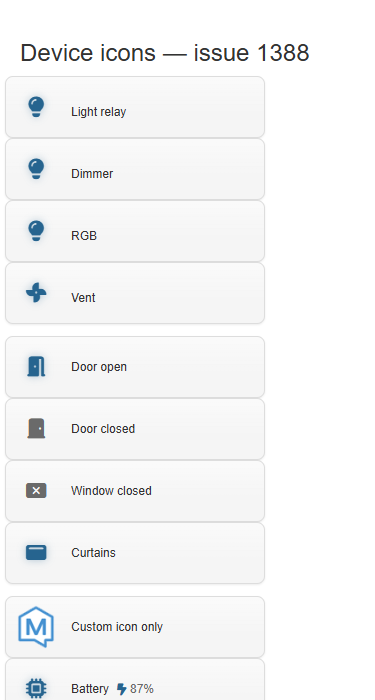 Device icons — issue 1388
Light relay
Dimmer
RGB
Vent
Door open
Door closed
Window closed
Curtains
M
Custom icon only
Battery 87%